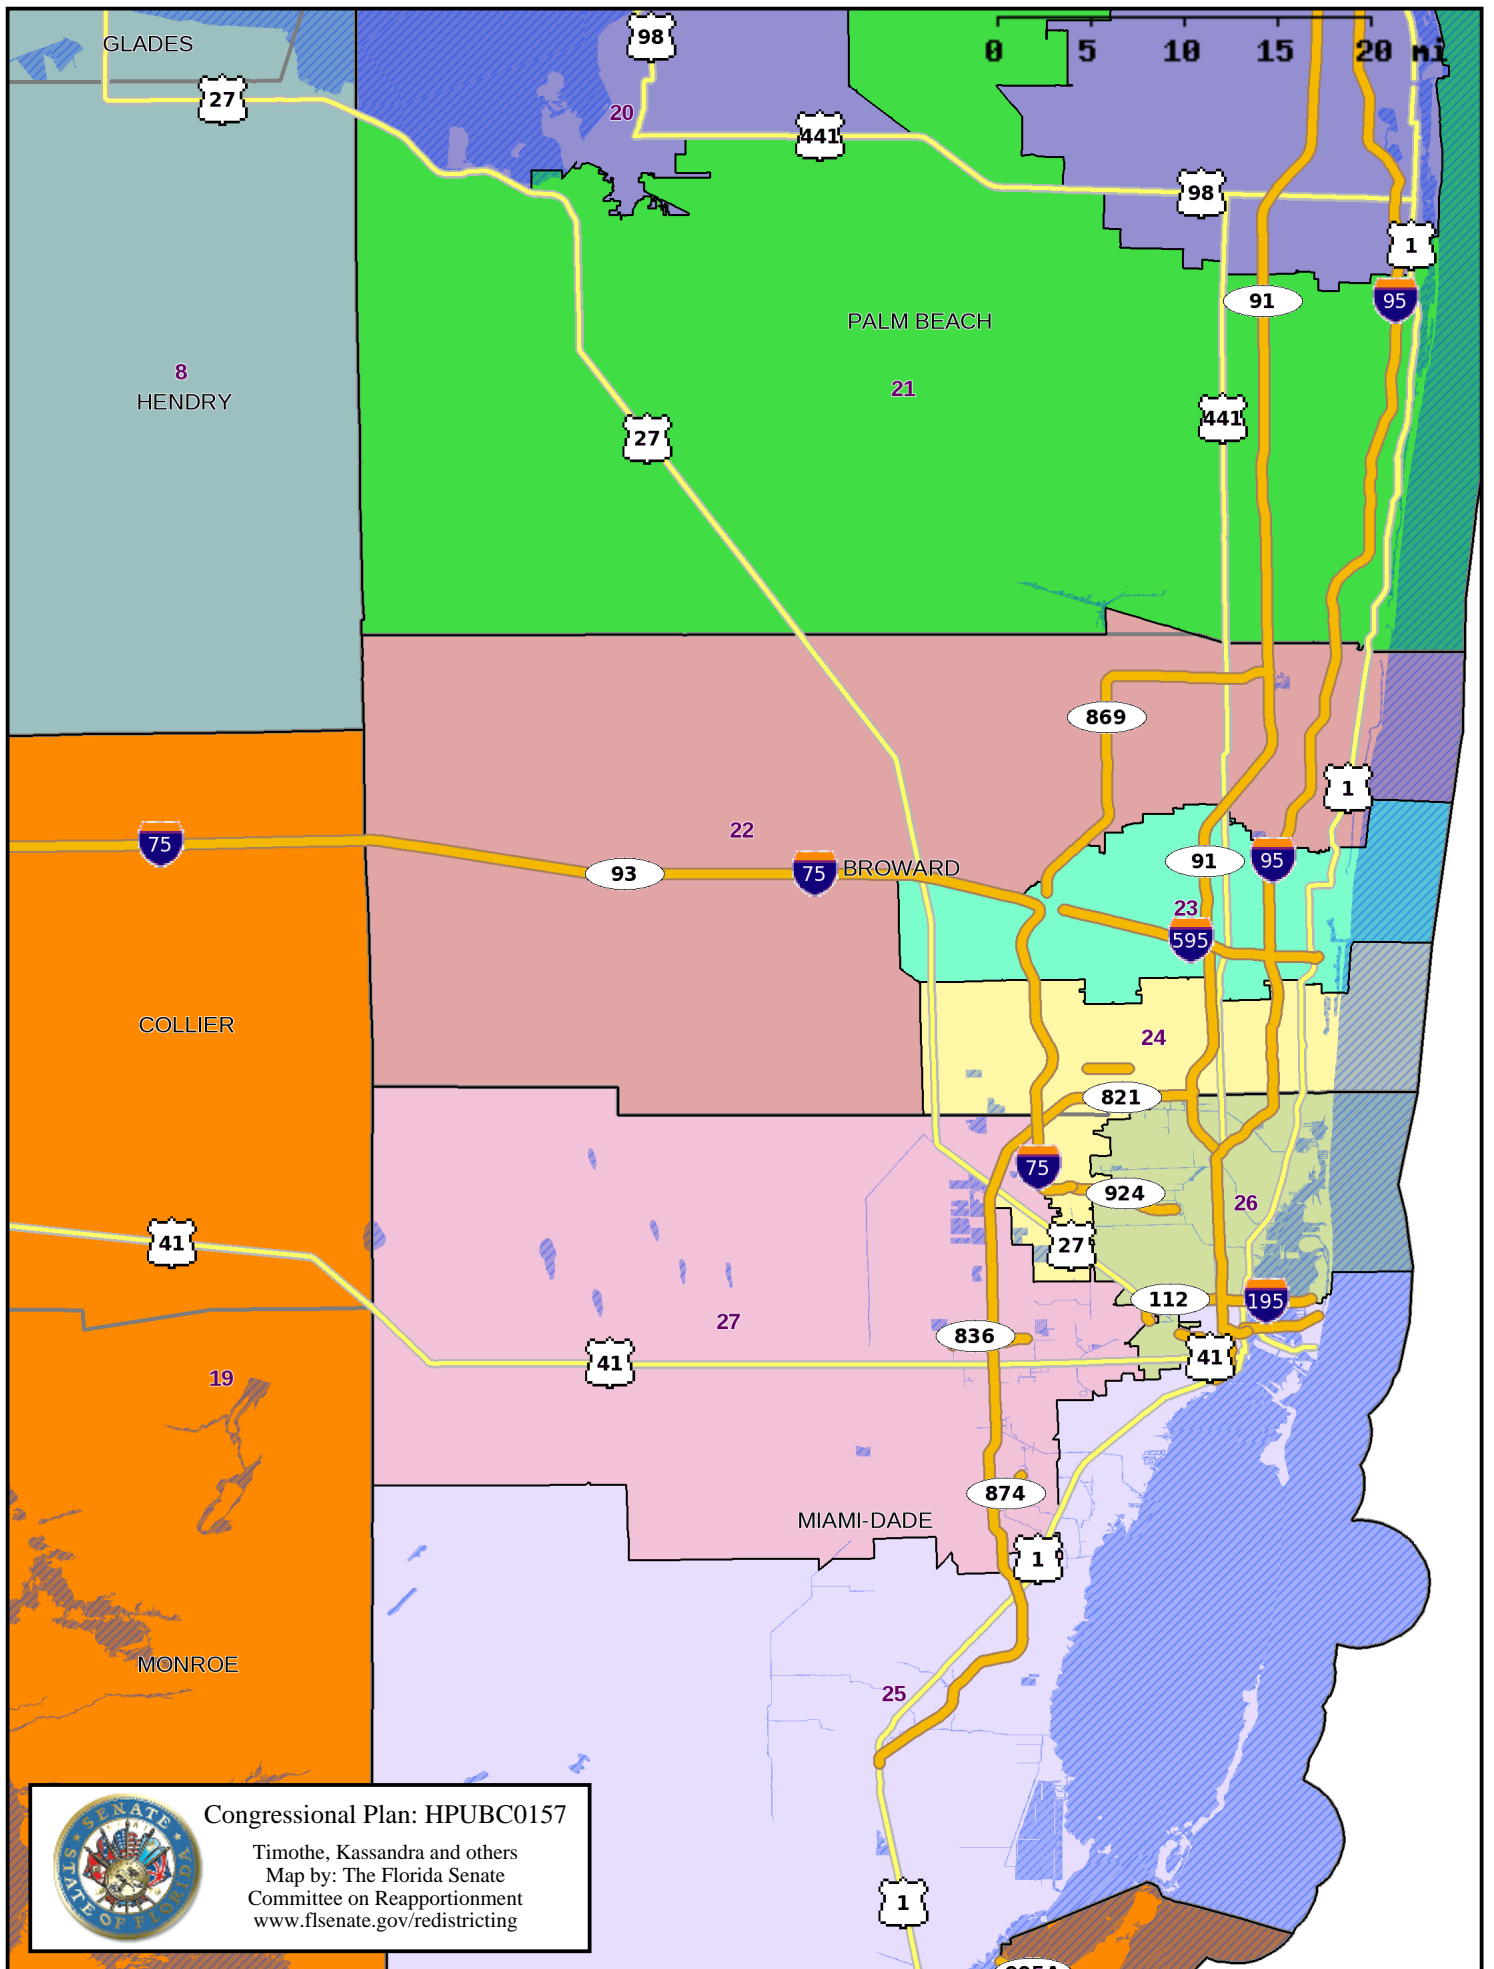 GLADES
98
0 5 10 15 20 mi
27
20
441
98
1
91
95
PALM BEACH
8
HENDRY
21
441
27
869
1
75
22
93
75
BROWARD
91
95
23
595
COLLIER
24
821
75
924
26
41
27
112
195
27
836
41
41
19
874
MIAMI-DADE
1
MONROE
25
SENATE
STATE OF FLORIDA
Congressional Plan: HPUBC0157
Timothe, Kassandra and others
Map by: The Florida Senate
Committee on Reapportionment
www.flsenate.gov/redistricting
1